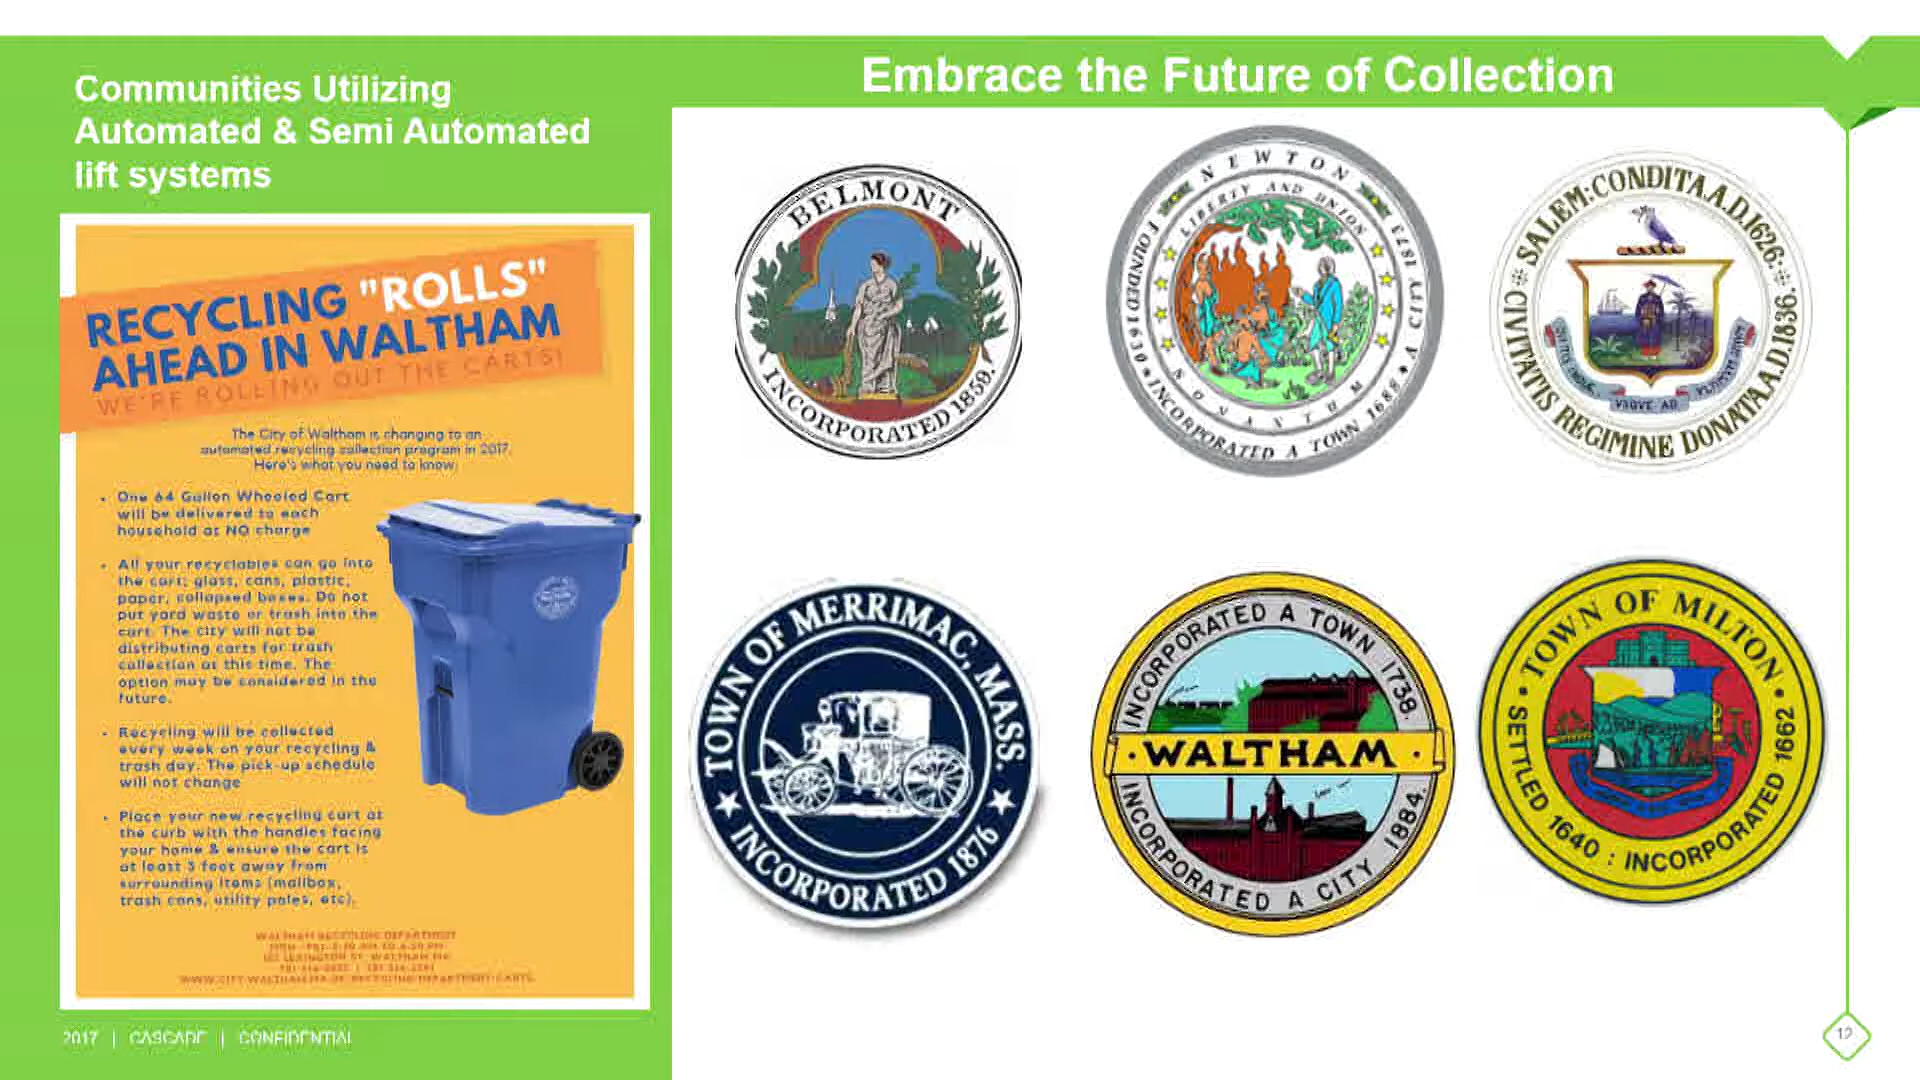 Communities Utilizing
Automated & Semi Automated
lift systems
Embrace the Future of Collection
RECYCLING "ROLLS"
AHEAD IN WALTHAM
WE'RE ROLLING OUT THE CARTS!
The City of Waltham is changing to an
automated recycling collection program in 2017.
Here's what you need to know:
• One 64 Gallon Wheeled Cart
will be delivered to each
household at NO charge
• All your recyclables can go into
the cart; glass, cans, plastic,
paper, collapsed boxes. Do not
put yard waste or trash into the
cart. The city will not be
distributing carts for trash
collection at this time. The
option may be considered in the
future.
• Recycling will be collected
every week on your recycling &
trash day. The pick-up schedule
will not change
• Place your new recycling cart at
the curb with the handles facing
your home & ensure the cart is
at least 3 feet away from
surrounding items (mailbox,
trash cans, utility poles, etc).
WALTHAM RECYCLING DEPARTMENT
LEXINGTON ST. WALTHAM MA
BELMONT
INCORPORATED 1859.
NEWTON
FOUNDED 1630 • INCORPORATED A TOWN 1688 • A CITY 1873
LIBERTY AND UNION
NONANTUM
SALEM: CONDITA A.D. 1626:
CIVITATIS REGIMINE DONATA A.D. 1836.
TOWN OF MERRIMAC, MASS.
INCORPORATED 1876
INCORPORATED A TOWN 1738.
· WALTHAM ·
INCORPORATED A CITY 1884.
• TOWN OF MILTON •
SETTLED 1640 : INCORPORATED 1662
2017 | CASCADE | CONFIDENTIAL
12